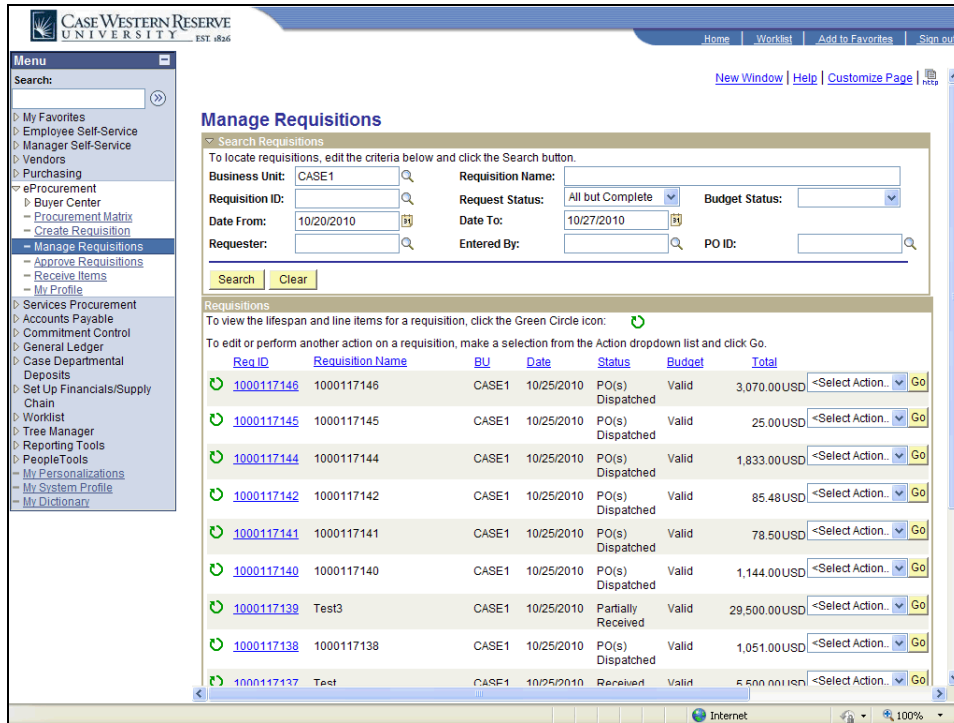 CASE WESTERN RESERVE
UNIVERSITY EST. 1826
Home Worklist Add to Favorites Sign out
Menu
Search:
My Favorites
Employee Self-Service
Manager Self-Service
Vendors
Purchasing
eProcurement
Buyer Center
Procurement Matrix
Create Requisition
Manage Requisitions
Approve Requisitions
Receive Items
My Profile
Services Procurement
Accounts Payable
Commitment Control
General Ledger
Case Departmental
Deposits
Set Up Financials/Supply
Chain
Worklist
Tree Manager
Reporting Tools
PeopleTools
My Personalizations
My System Profile
My Dictionary
New Window | Help | Customize Page | http
Manage Requisitions
Search Requisitions
To locate requisitions, edit the criteria below and click the Search button.
Business Unit: CASE1 Requisition Name:
Requisition ID: Request Status: All but Complete Budget Status:
Date From: 10/20/2010 Date To: 10/27/2010
Requester: Entered By: PO ID:
Search Clear
Requisitions
To view the lifespan and line items for a requisition, click the Green Circle icon:
To edit or perform another action on a requisition, make a selection from the Action dropdown list and click Go.
Req ID Requisition Name BU Date Status Budget Total
1000117146 1000117146 CASE1 10/25/2010 PO(s) Dispatched Valid 3,070.00USD <Select Action.. Go
1000117145 1000117145 CASE1 10/25/2010 PO(s) Dispatched Valid 25.00USD <Select Action.. Go
1000117144 1000117144 CASE1 10/25/2010 PO(s) Dispatched Valid 1,833.00USD <Select Action.. Go
1000117142 1000117142 CASE1 10/25/2010 PO(s) Dispatched Valid 85.48USD <Select Action.. Go
1000117141 1000117141 CASE1 10/25/2010 PO(s) Dispatched Valid 78.50USD <Select Action.. Go
1000117140 1000117140 CASE1 10/25/2010 PO(s) Dispatched Valid 1,144.00USD <Select Action.. Go
1000117139 Test3 CASE1 10/25/2010 Partially Received Valid 29,500.00USD <Select Action.. Go
1000117138 1000117138 CASE1 10/25/2010 PO(s) Dispatched Valid 1,051.00USD <Select Action.. Go
1000117137 Test CASE1 10/25/2010 Received Valid 5,500.00USD <Select Action.. Go
Internet 100%